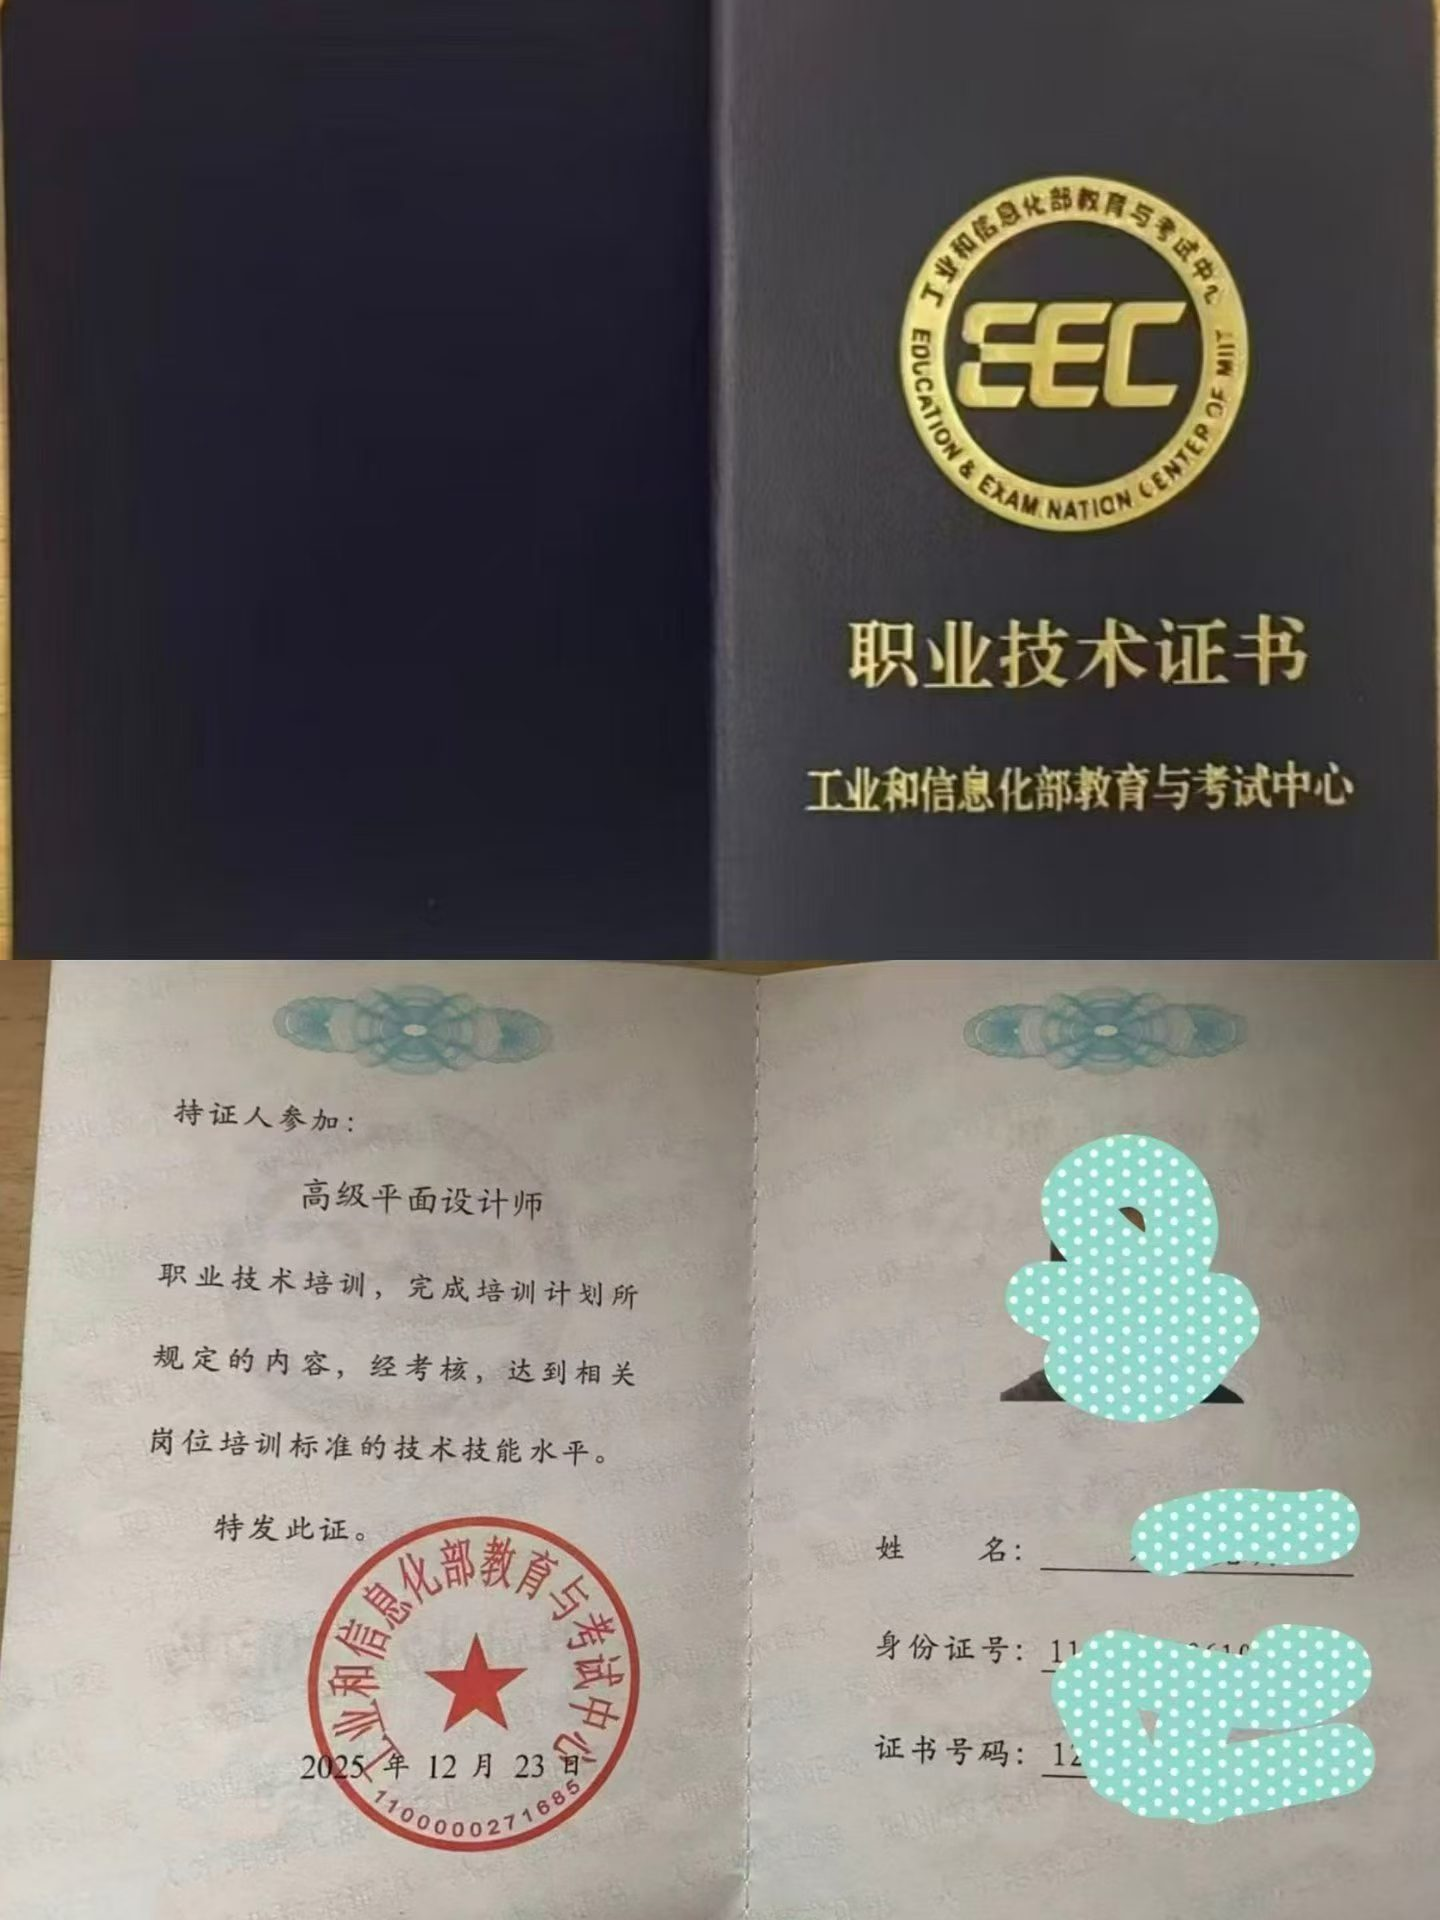 工业和信息化部教育与考试中心
EEC
EDUCATION & EXAMINATION CENTER OF MIIT
职业技术证书
工业和信息化部教育与考试中心
持证人参加：
高级平面设计师
职业技术培训，完成培训计划所
规定的内容，经考核，达到相关
岗位培训标准的技术技能水平。
特发此证。
工业和信息化部教育与考试中心
2025 年 12 月 23 日
1100000271685
姓 名：
身份证号：11
证书号码：12